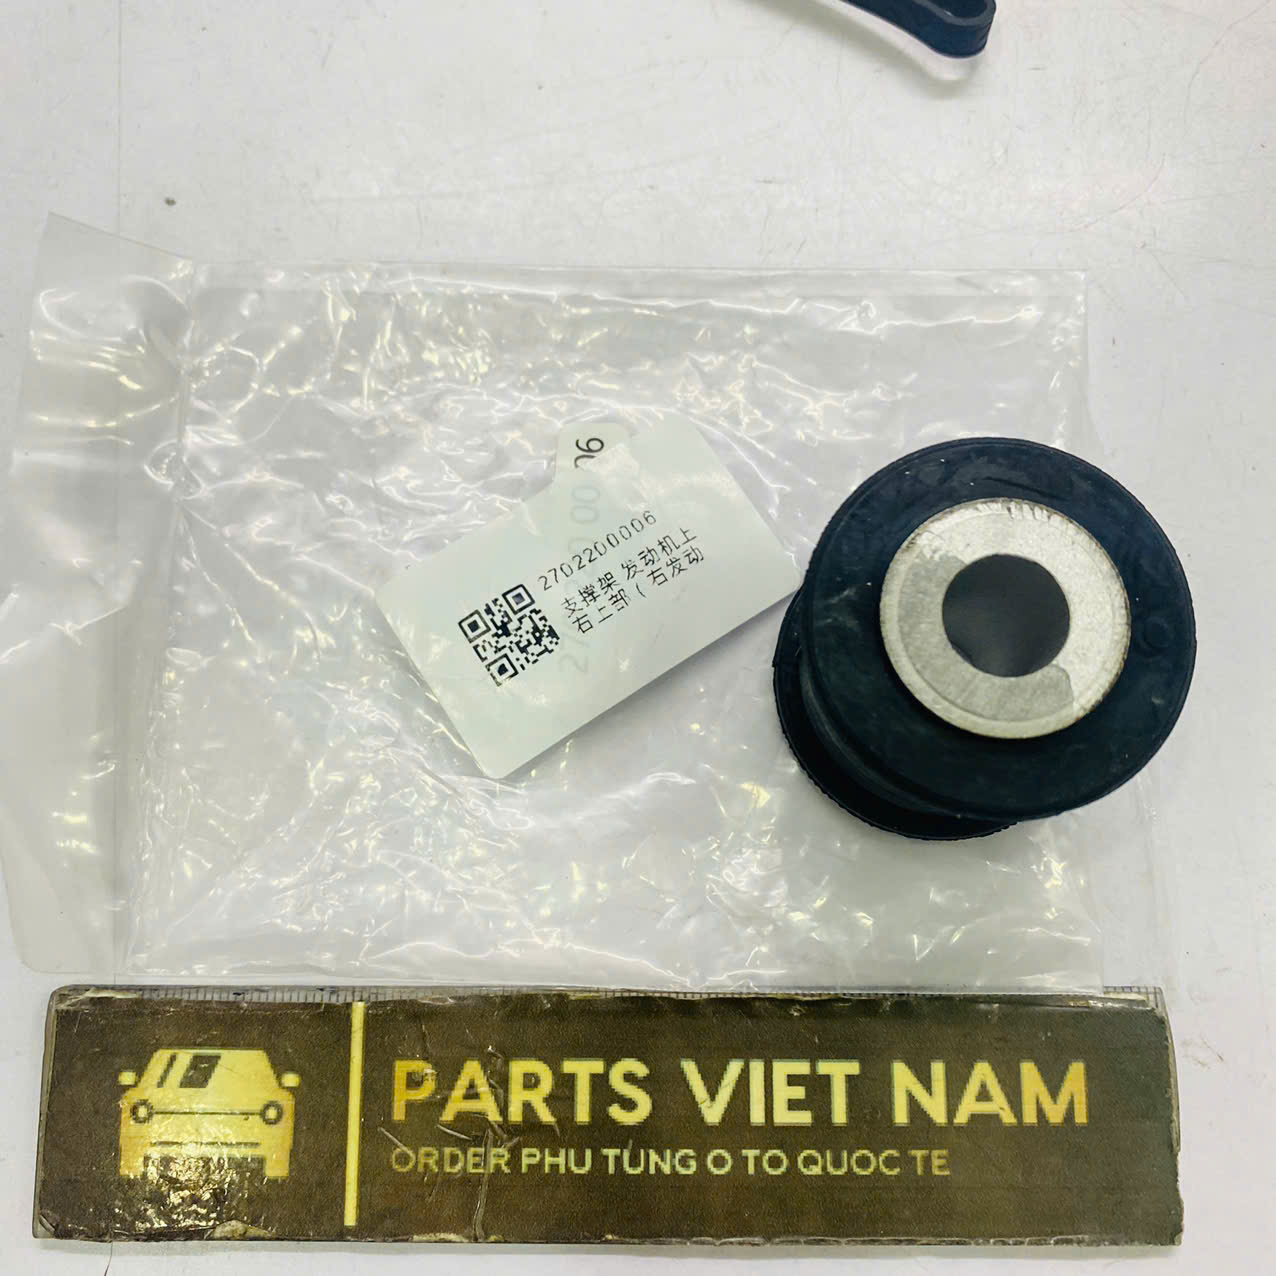 2702200006
支撑架 发动机上
右上部 ( 右发动
PARTS VIET NAM
ORDER PHU TUNG O TO QUOC TE